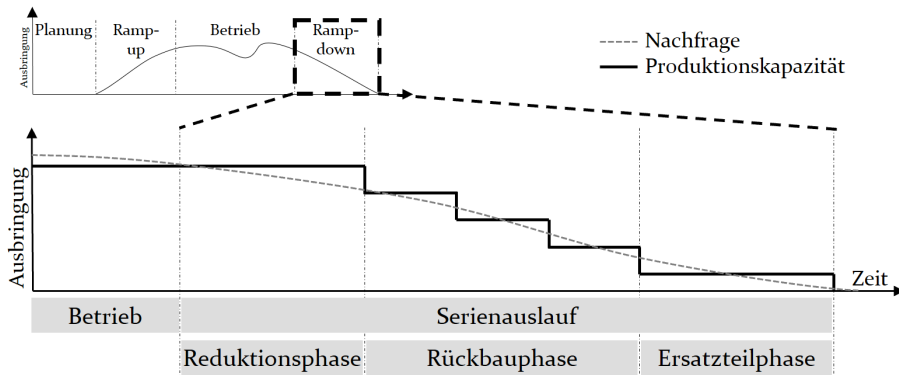 Planung
Ramp-
up
Betrieb
Ramp-
down
Ausbringung
Nachfrage
Produktionskapazität
Ausbringung
Zeit
Betrieb
Serienauslauf
Reduktionsphase
Rückbauphase
Ersatzteilphase